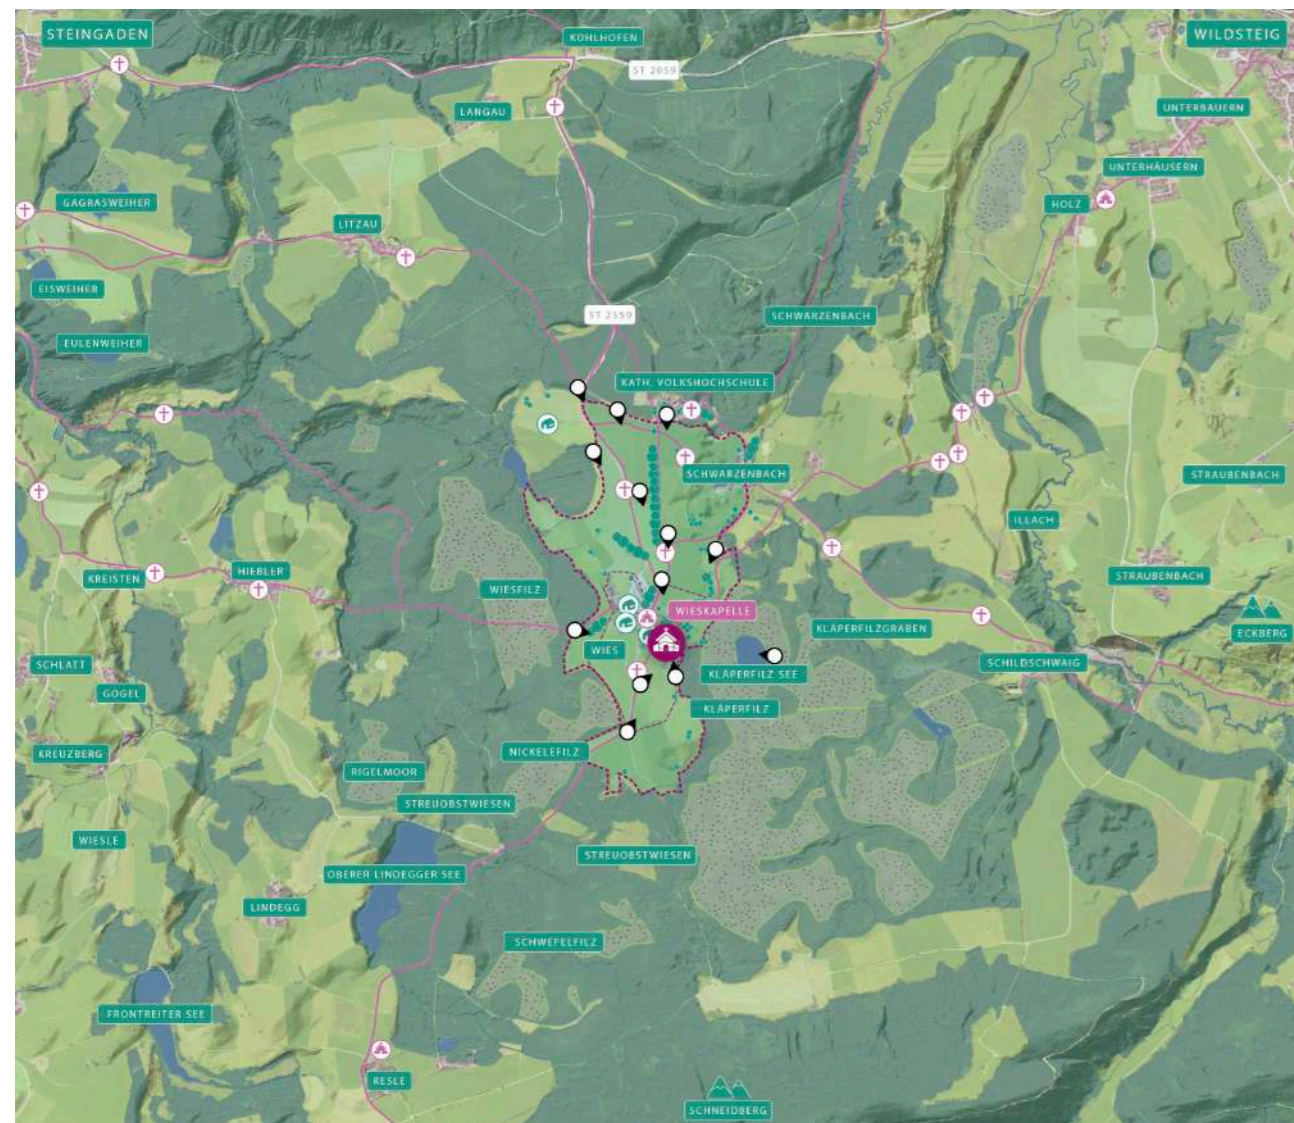 STEINGADEN
KOHLHOFEN
WILDSTEIG
ST 2059
LANGAU
UNTERBAUERN
UNTERHÄUSERN
GAGRASWEIHER
HOLZ
LITZAU
EISWEIHER
ST 2559
SCHWARZENBACH
EULENWEIHER
KATH. VOLKSHOCHSCHULE
SCHWARZENBACH
STRAUBENBACH
ILLACH
KREISTEN
HIEBLER
STRAUBENBACH
WIESFILZ
WIESKAPELLE
KLÄPERFILZGRABEN
ECKBERG
WIES
SCHLATT
SCHILDSCHWAIG
KLÄPERFILZ SEE
GOGEL
KLÄPERFILZ
KREUZBERG
NICKELEFILZ
RIGELMOOR
STREUOBSTWIESEN
WIESLE
STREUOBSTWIESEN
OBERER LINDEGGER SEE
LINDEGG
SCHWEFELFILZ
FRONTREITER SEE
RESLE
SCHNEIDBERG